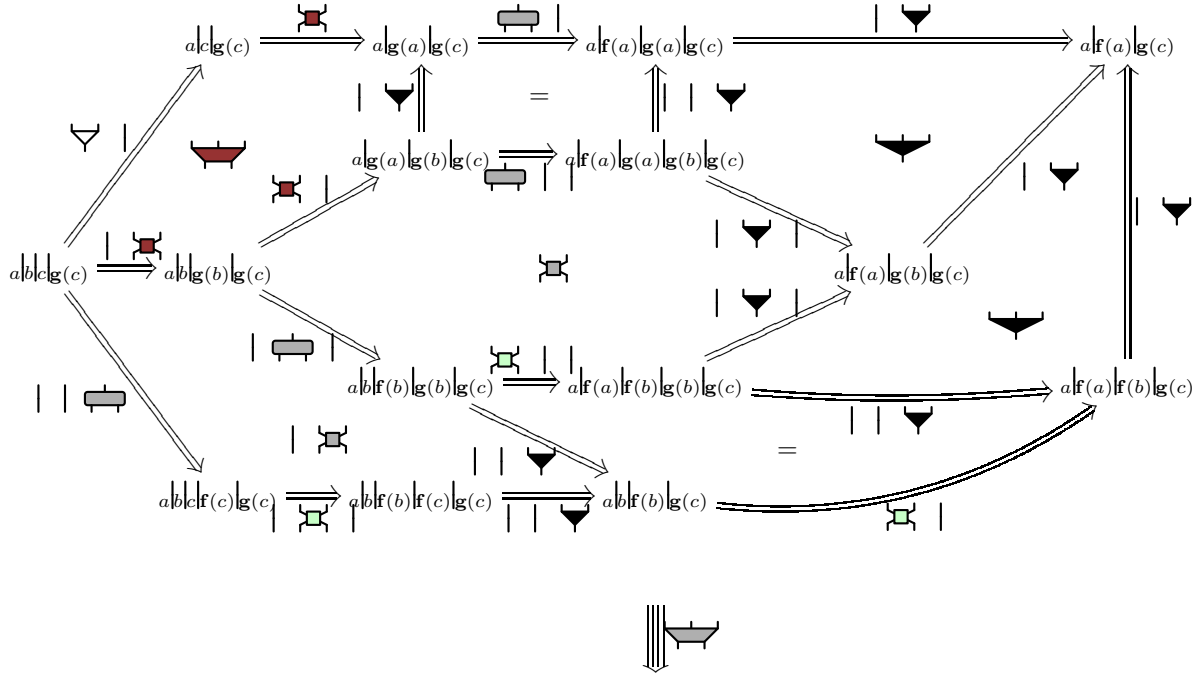 a|c|g(c) a|g(a)|g(c) a|f(a)|g(a)|g(c) a|f(a)|g(c)
=
a|g(a)|g(b)|g(c) a|f(a)|g(a)|g(b)|g(c)
a|b|c|g(c) a|b|g(b)|g(c) a|f(a)|g(b)|g(c)
a|b|f(b)|g(b)|g(c) a|f(a)|f(b)|g(b)|g(c) a|f(a)|f(b)|g(c)
=
a|b|c|f(c)|g(c) a|b|f(b)|f(c)|g(c) a|b|f(b)|g(c)